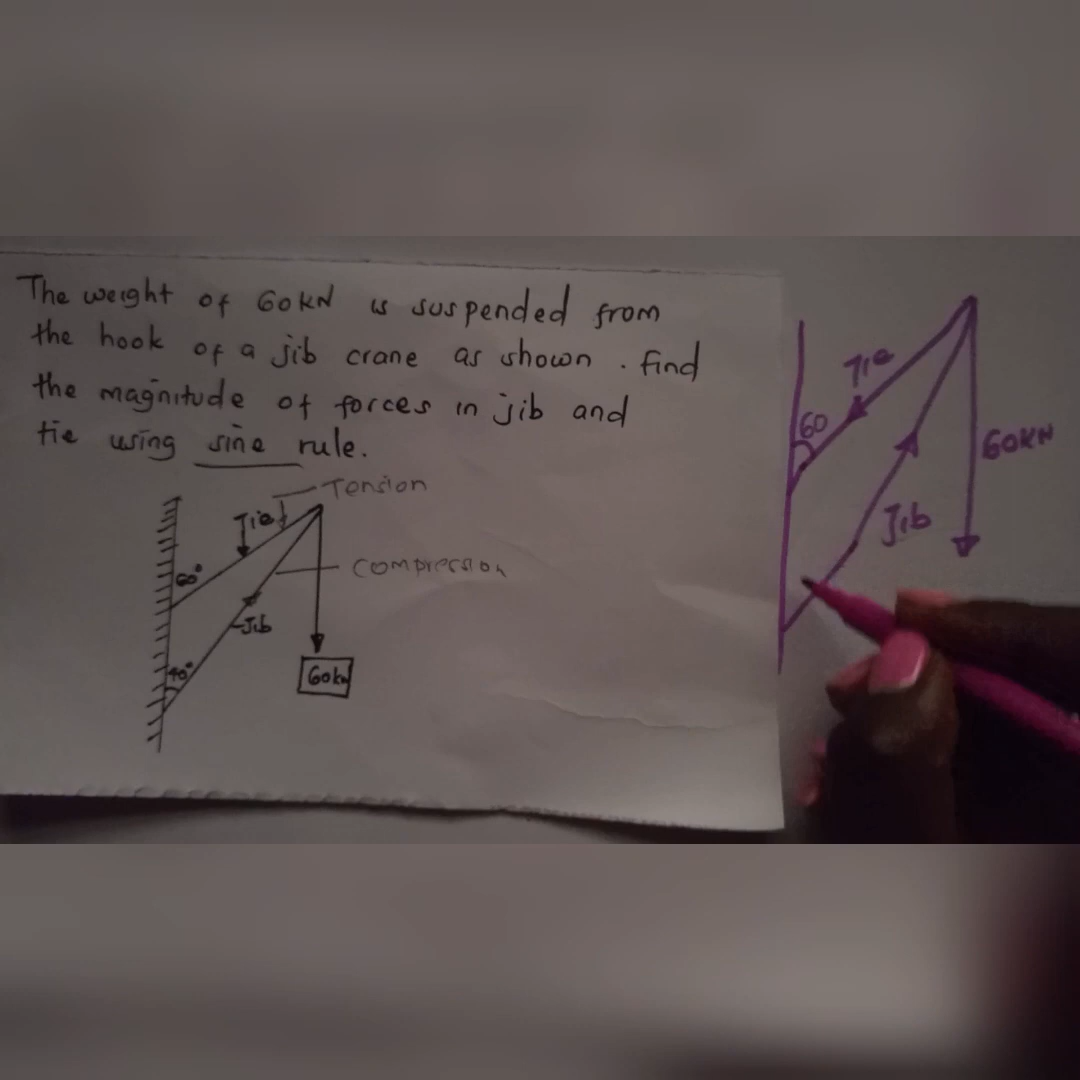 The weight of 60KN is suspended from
the hook of a jib crane as shown . find
the magnitude of forces in jib and
tie using sine rule.
Tension
Tie
60°
compression
Jib
40°
60kN
Tie
60
60KN
Jib